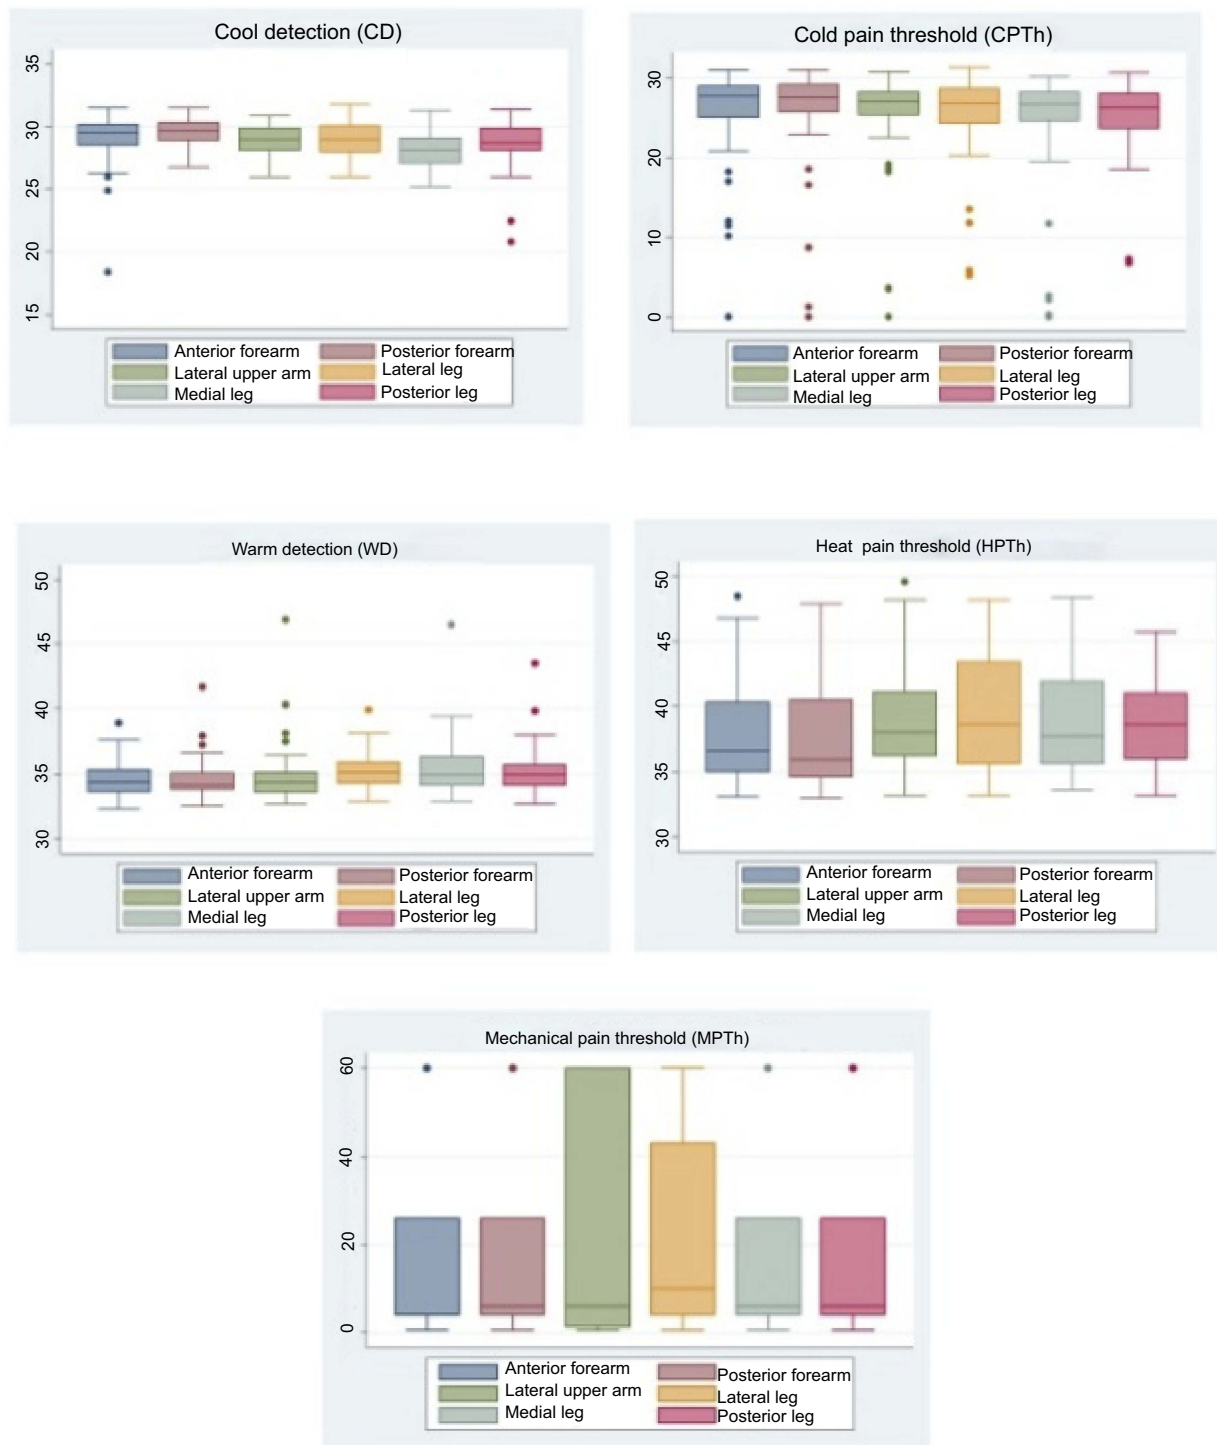 Cool detection (CD)
35
30
25
20
15
Anterior forearm Posterior forearm
Lateral upper arm Lateral leg
Medial leg Posterior leg
Cold pain threshold (CPTh)
30
20
10
0
Anterior forearm Posterior forearm
Lateral upper arm Lateral leg
Medial leg Posterior leg
Warm detection (WD)
50
45
40
35
30
Anterior forearm Posterior forearm
Lateral upper arm Lateral leg
Medial leg Posterior leg
Heat pain threshold (HPTh)
50
45
40
35
30
Anterior forearm Posterior forearm
Lateral upper arm Lateral leg
Medial leg Posterior leg
Mechanical pain threshold (MPTh)
60
40
20
0
Anterior forearm Posterior forearm
Lateral upper arm Lateral leg
Medial leg Posterior leg